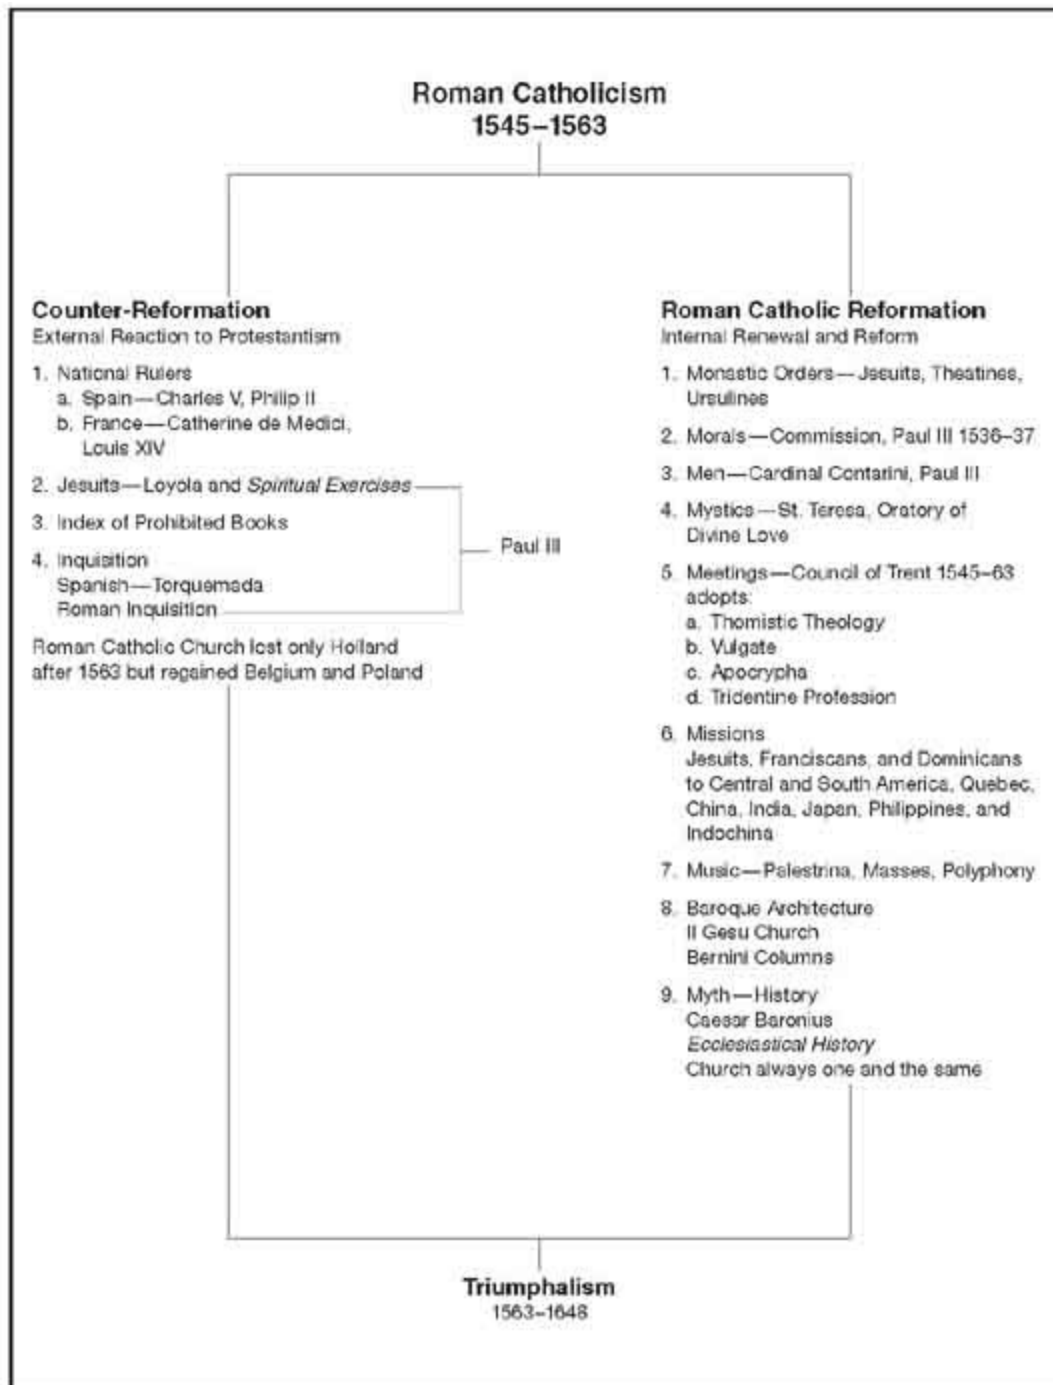 Roman Catholicism
1545–1563
Counter-Reformation
External Reaction to Protestantism
1. National Rulers
a. Spain—Charles V, Philip II
b. France—Catherine de Medici,
Louis XIV
2. Jesuits—Loyola and Spiritual Exercises
3. Index of Prohibited Books
4. Inquisition
Spanish—Torquemada
Roman Inquisition
Paul III
Roman Catholic Church lost only Holland
after 1563 but regained Belgium and Poland
Roman Catholic Reformation
Internal Renewal and Reform
1. Monastic Orders—Jesuits, Theatines,
Ursulines
2. Morals—Commission, Paul III 1536–37
3. Men—Cardinal Contarini, Paul III
4. Mystics—St. Teresa, Oratory of
Divine Love
5. Meetings—Council of Trent 1545–63
adopts:
a. Thomistic Theology
b. Vulgate
c. Apocrypha
d. Tridentine Profession
6. Missions
Jesuits, Franciscans, and Dominicans
to Central and South America, Quebec,
China, India, Japan, Philippines, and
Indochina
7. Music—Palestrina, Masses, Polyphony
8. Baroque Architecture
Il Gesu Church
Bernini Columns
9. Myth—History
Caesar Baronius
Ecclesiastical History
Church always one and the same
Triumphalism
1563–1648